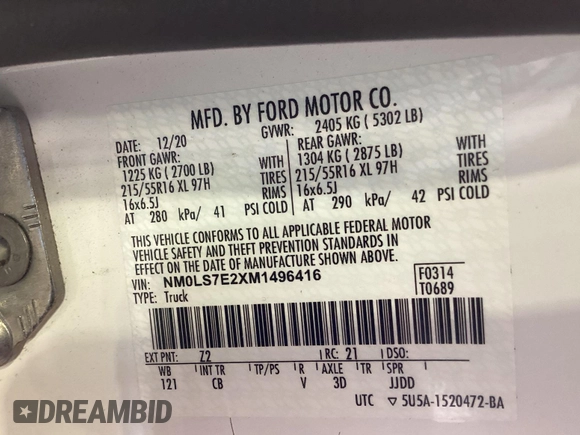 MFD. BY FORD MOTOR CO.
DATE: 12/20 GVWR: 2405 KG ( 5302 LB)
FRONT GAWR: REAR GAWR:
1225 KG ( 2700 LB) WITH 1304 KG ( 2875 LB) WITH
215/55R16 XL 97H TIRES 215/55R16 XL 97H TIRES
16x6.5J RIMS 16x6.5J RIMS
AT 280 kPa/ 41 PSI COLD AT 290 kPa/ 42 PSI COLD
THIS VEHICLE CONFORMS TO ALL APPLICABLE FEDERAL MOTOR
VEHICLE SAFETY AND THEFT PREVENTION STANDARDS IN
EFFECT ON THE DATE OF MANUFACTURE SHOWN ABOVE.
VIN: NM0LS7E2XM1496416 F0314
TYPE: Truck T0689
EXT PNT: Z2 RC: 21 DSO:
WB INT TR TP/PS R AXLE TR SPR
121 CB V 3D JJDD
UTC ▽ 5U5A-1520472-BA
DREAMBID